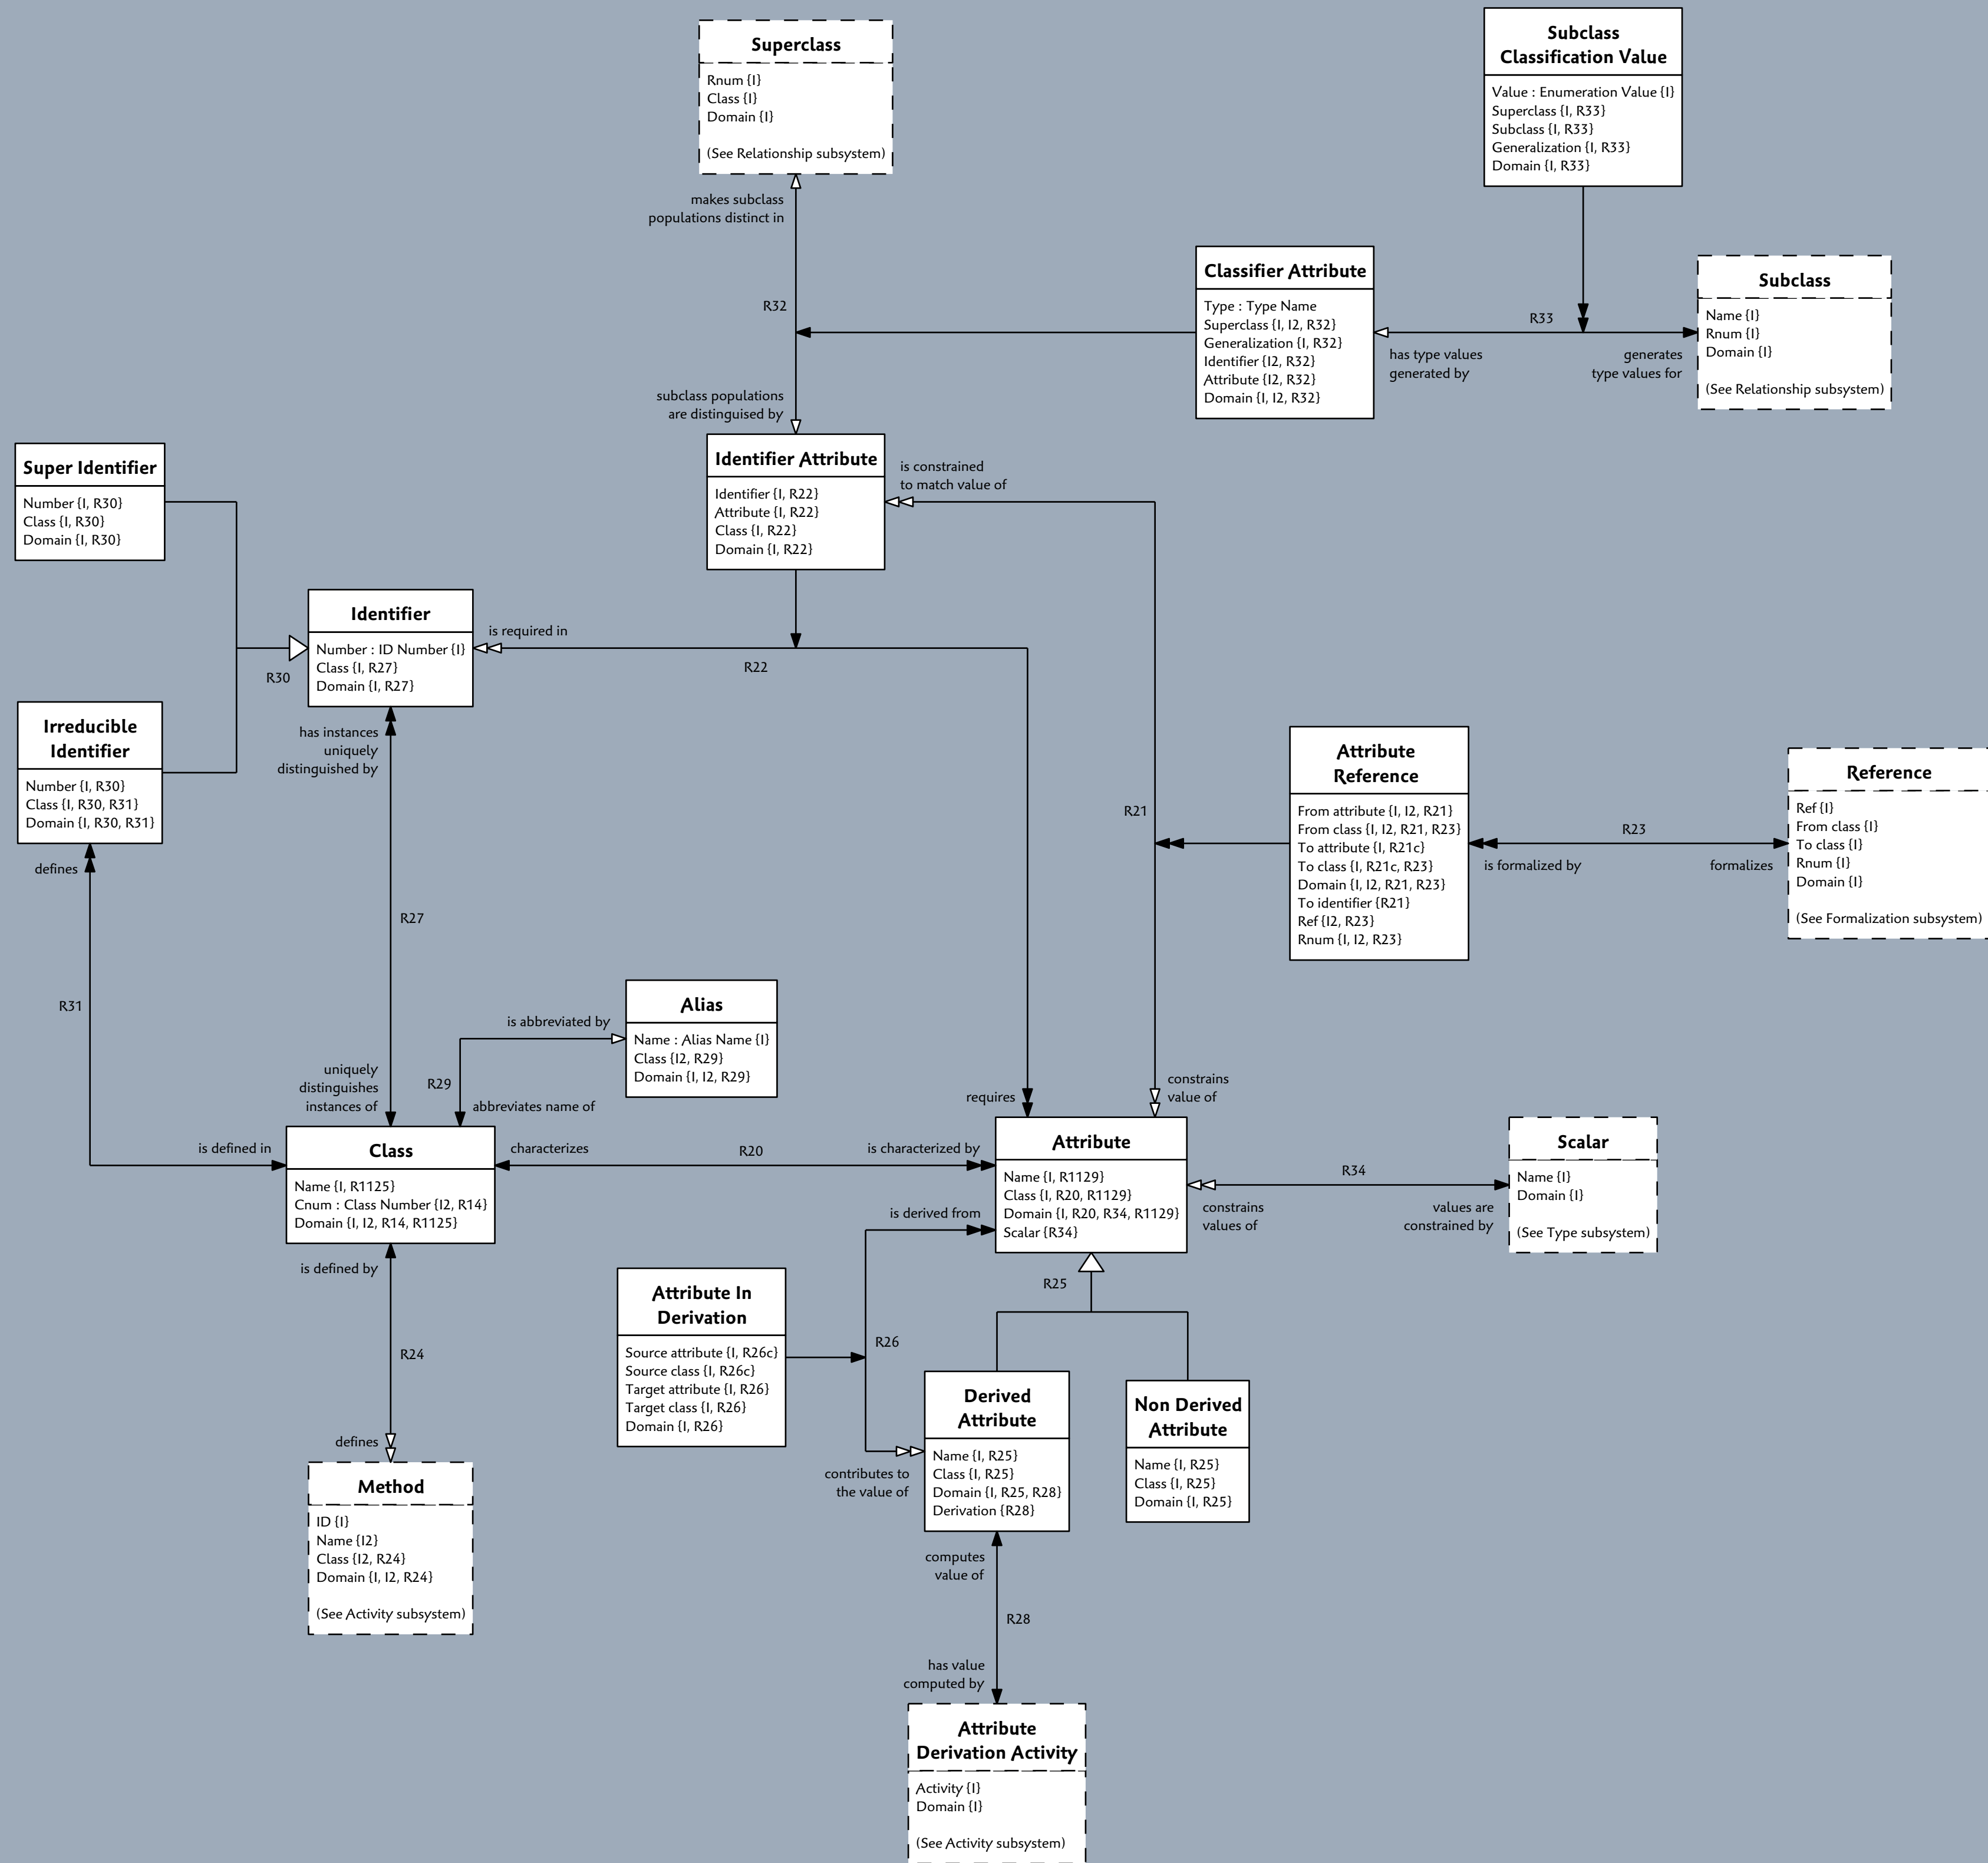 Superclass
Rnum {I}
Class {I}
Domain {I}
(See Relationship subsystem)
Subclass
Classification Value
Value : Enumeration Value {I}
Superclass {I, R33}
Subclass {I, R33}
Generalization {I, R33}
Domain {I, R33}
makes subclass
populations distinct in
R32
subclass populations
are distinguised by
Classifier Attribute
Type : Type Name
Superclass {I, I2, R32}
Generalization {I, R32}
Identifier {I2, R32}
Attribute {I2, R32}
Domain {I, I2, R32}
R33
has type values
generated by
generates
type values for
Subclass
Name {I}
Rnum {I}
Domain {I}
(See Relationship subsystem)
Super Identifier
Number {I, R30}
Class {I, R30}
Domain {I, R30}
Identifier Attribute
Identifier {I, R22}
Attribute {I, R22}
Class {I, R22}
Domain {I, R22}
is constrained
to match value of
Identifier
Number : ID Number {I}
Class {I, R27}
Domain {I, R27}
is required in
R22
R30
Irreducible
Identifier
Number {I, R30}
Class {I, R30, R31}
Domain {I, R30, R31}
has instances
uniquely
distinguished by
defines
R27
R21
Attribute
Reference
From attribute {I, I2, R21}
From class {I, I2, R21, R23}
To attribute {I, R21c}
To class {I, R21c, R23}
Domain {I, I2, R21, R23}
To identifier {R21}
Ref {I2, R23}
Rnum {I, I2, R23}
R23
is formalized by
formalizes
Reference
Ref {I}
From class {I}
To class {I}
Rnum {I}
Domain {I}
(See Formalization subsystem)
R31
Alias
Name : Alias Name {I}
Class {I2, R29}
Domain {I, I2, R29}
is abbreviated by
R29
abbreviates name of
uniquely
distinguishes
instances of
requires
constrains
value of
is defined in
Class
Name {I, R1125}
Cnum : Class Number {I2, R14}
Domain {I, I2, R14, R1125}
characterizes
R20
is characterized by
Attribute
Name {I, R1129}
Class {I, R20, R1129}
Domain {I, R20, R34, R1129}
Scalar {R34}
R34
constrains
values of
values are
constrained by
Scalar
Name {I}
Domain {I}
(See Type subsystem)
is defined by
R24
defines
is derived from
R25
Attribute In
Derivation
Source attribute {I, R26c}
Source class {I, R26c}
Target attribute {I, R26}
Target class {I, R26}
Domain {I, R26}
R26
contributes to
the value of
Derived
Attribute
Name {I, R25}
Class {I, R25}
Domain {I, R25, R28}
Derivation {R28}
Non Derived
Attribute
Name {I, R25}
Class {I, R25}
Domain {I, R25}
Method
ID {I}
Name {I2}
Class {I2, R24}
Domain {I, I2, R24}
(See Activity subsystem)
computes
value of
R28
has value
computed by
Attribute
Derivation Activity
Activity {I}
Domain {I}
(See Activity subsystem)